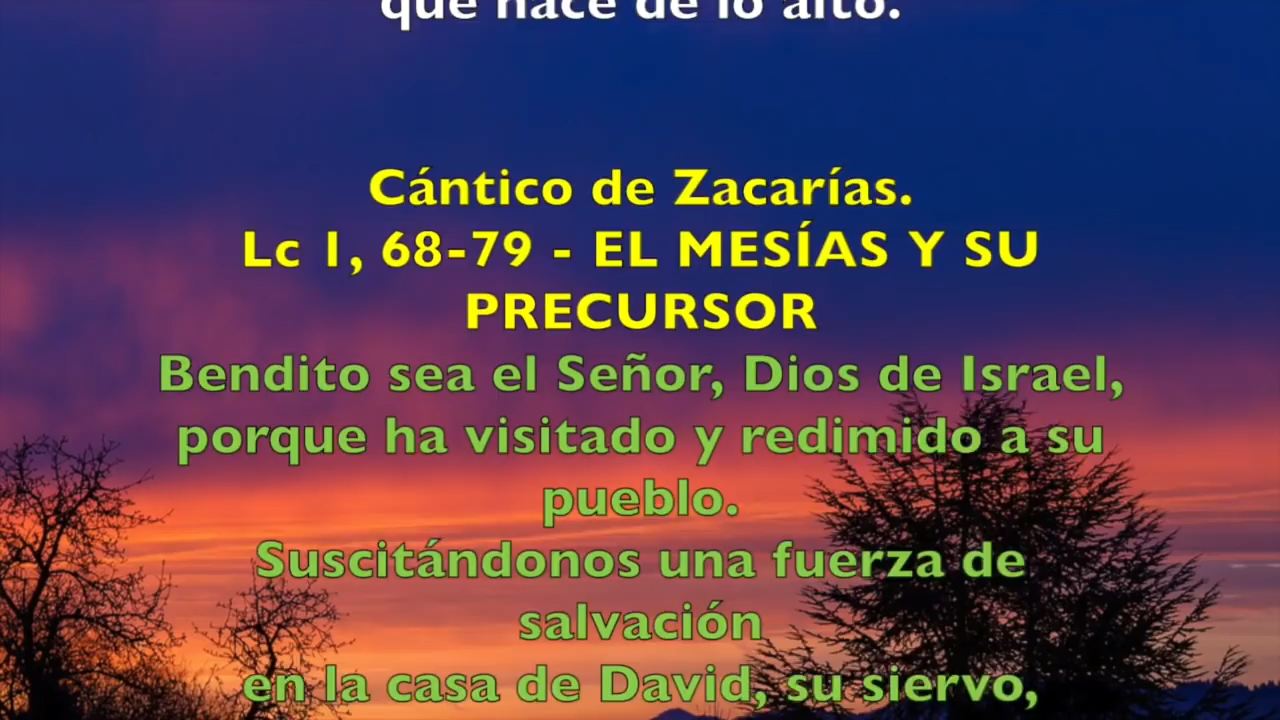 que nace de lo alto.
Cántico de Zacarías.
Lc 1, 68-79 - EL MESÍAS Y SU
PRECURSOR
Bendito sea el Señor, Dios de Israel,
porque ha visitado y redimido a su
pueblo.
Suscitándonos una fuerza de
salvación
en la casa de David, su siervo,